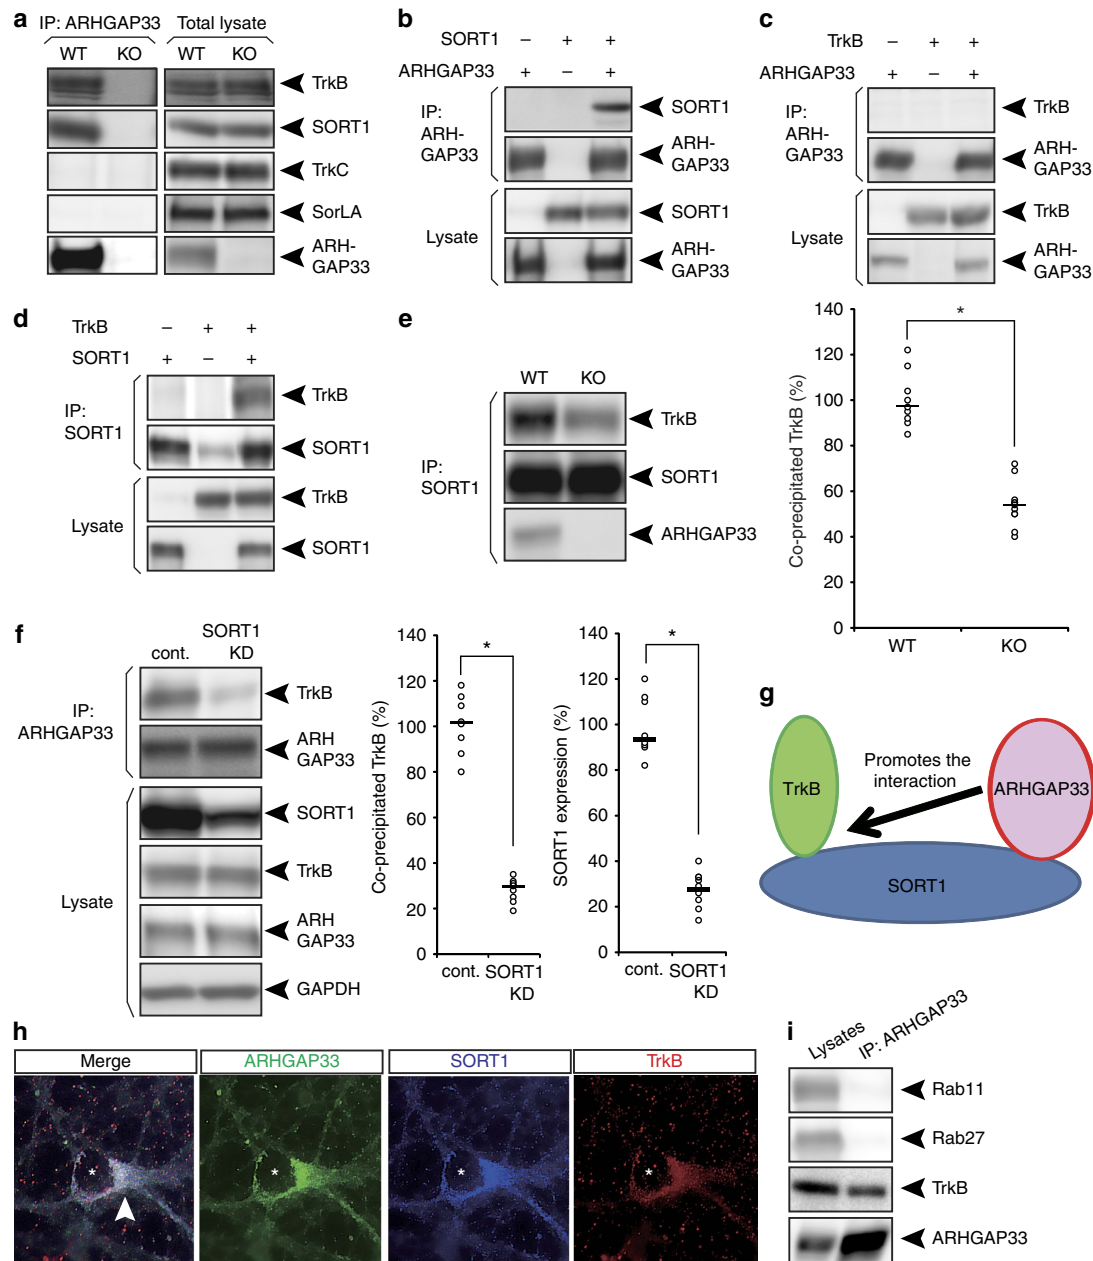 a
IP: ARHGAP33
Total lysate
WT KO WT KO
TrkB
SORT1
TrkC
SorLA
ARH-
GAP33
b
SORT1 – + +
ARHGAP33 + – +
IP:
ARH-
GAP33
SORT1
ARH-
GAP33
Lysate
SORT1
ARH-
GAP33
c
TrkB – + +
ARHGAP33 + – +
IP:
ARH-
GAP33
TrkB
ARH-
GAP33
Lysate
TrkB
ARH-
GAP33
d
TrkB – + +
SORT1 + – +
IP:
SORT1
TrkB
SORT1
Lysate
TrkB
SORT1
e
WT KO
IP:
SORT1
TrkB
SORT1
ARHGAP33
Co-precipitated TrkB (%)
140
120
100
80
60
40
20
0
*
WT KO
f
cont.
SORT1
KD
IP:
ARHGAP33
TrkB
ARH
GAP33
Lysate
SORT1
TrkB
ARH
GAP33
GAPDH
Co-precipitated TrkB (%)
140
120
100
80
60
40
20
0
*
cont. SORT1
KD
SORT1 expression (%)
140
120
100
80
60
40
20
0
*
cont. SORT1
KD
g
TrkB
Promotes the
interaction
ARHGAP33
SORT1
h
Merge ARHGAP33 SORT1 TrkB
* * * *
i
Lysates
IP: ARHGAP33
Rab11
Rab27
TrkB
ARHGAP33